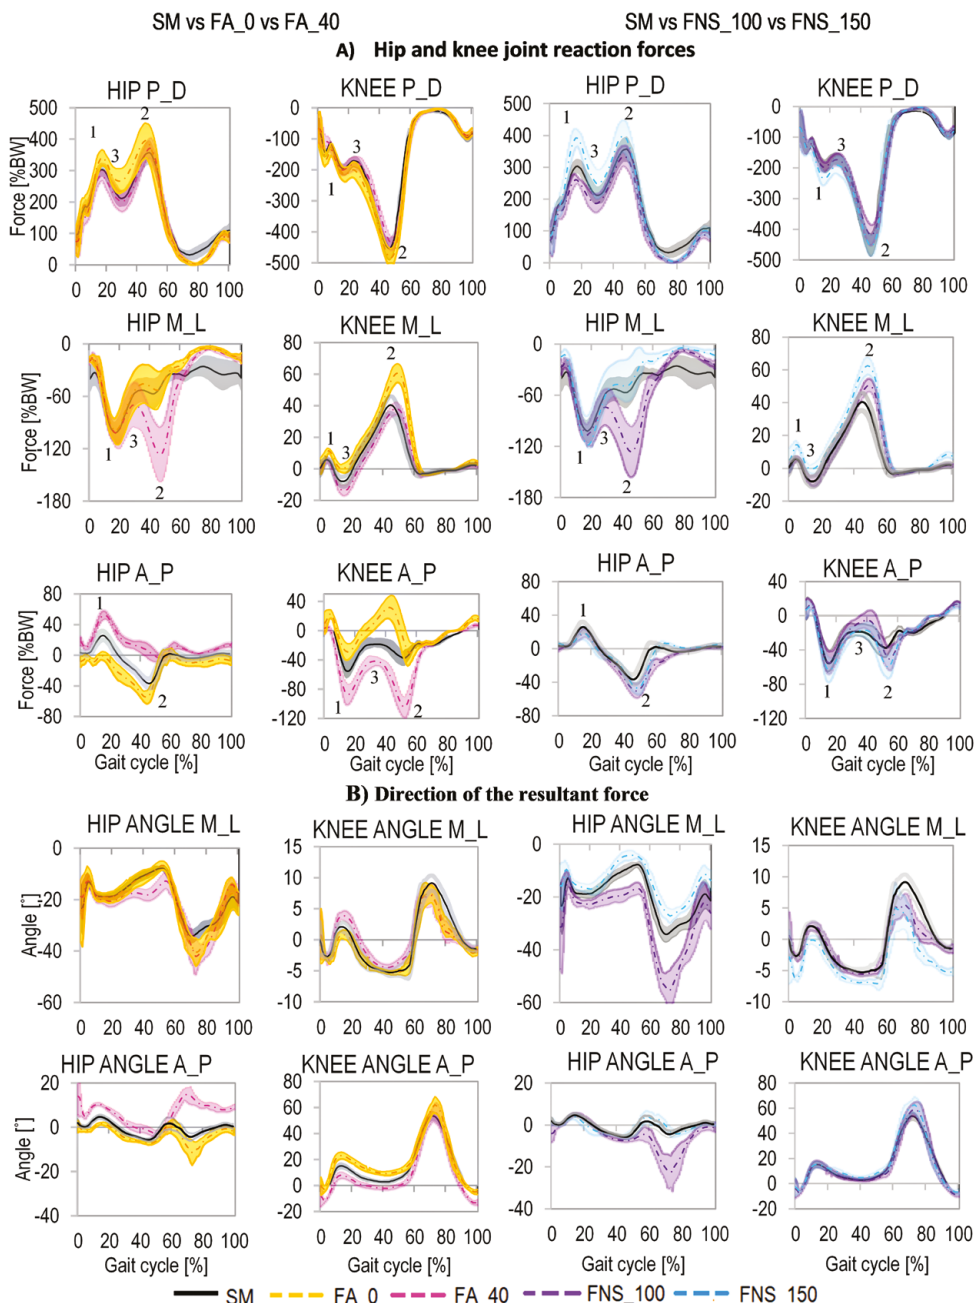 SM vs FA_0 vs FA_40 SM vs FNS_100 vs FNS_150
A) Hip and knee joint reaction forces
HIP P_D KNEE P_D HIP P_D KNEE P_D
Force [%BW]
500 400 300 200 100 0
0 20 40 60 80 100
1 2 3
0 -100 -200 -300 -400 -500
0 20 40 60 80 100
1 2 3
500 400 300 200 100 0
0 20 40 60 80 100
1 2 3
0 -100 -200 -300 -400 -500
0 20 40 60 80 100
1 2 3
HIP M_L KNEE M_L HIP M_L KNEE M_L
Force [%BW]
0 -60 -120 -180
0 20 40 60 80 100
1 2 3
80 60 40 20 0 -20
0 20 40 60 80 100
1 2 3
0 -60 -120 -180
0 20 40 60 80 100
1 2 3
80 60 40 20 0 -20
0 20 40 60 80 100
1 2 3
HIP A_P KNEE A_P HIP A_P KNEE A_P
Force [%BW]
80 40 0 -40 -80
0 20 40 60 80 100
1 2
40 0 -40 -80 -120
0 20 40 60 80 100
1 2 3
80 40 0 -40 -80
0 20 40 60 80 100
1 2
40 0 -40 -80 -120
0 20 40 60 80 100
1 2 3
Gait cycle [%] Gait cycle [%] Gait cycle [%] Gait cycle [%]
B) Direction of the resultant force
HIP ANGLE M_L KNEE ANGLE M_L HIP ANGLE M_L KNEE ANGLE M_L
Angle [°]
0 -20 -40 -60
0 20 40 60 80 100
10 5 0 -5 -10
0 20 40 60 80 100
0 -20 -40 -60
0 20 40 60 80 100
15 10 5 0 -5 -10
0 20 40 60 80 100
HIP ANGLE A_P KNEE ANGLE A_P HIP ANGLE A_P KNEE ANGLE A_P
Angle [°]
20 0 -20 -40
0 20 40 60 80 100
80 60 40 20 0 -20
0 20 40 60 80 100
20 0 -20 -40
0 20 40 60 80 100
80 60 40 20 0 -20
0 20 40 60 80 100
Gait cycle [%] Gait cycle [%] Gait cycle [%] Gait cycle [%]
SM FA_0 FA_40 FNS_100 FNS_150